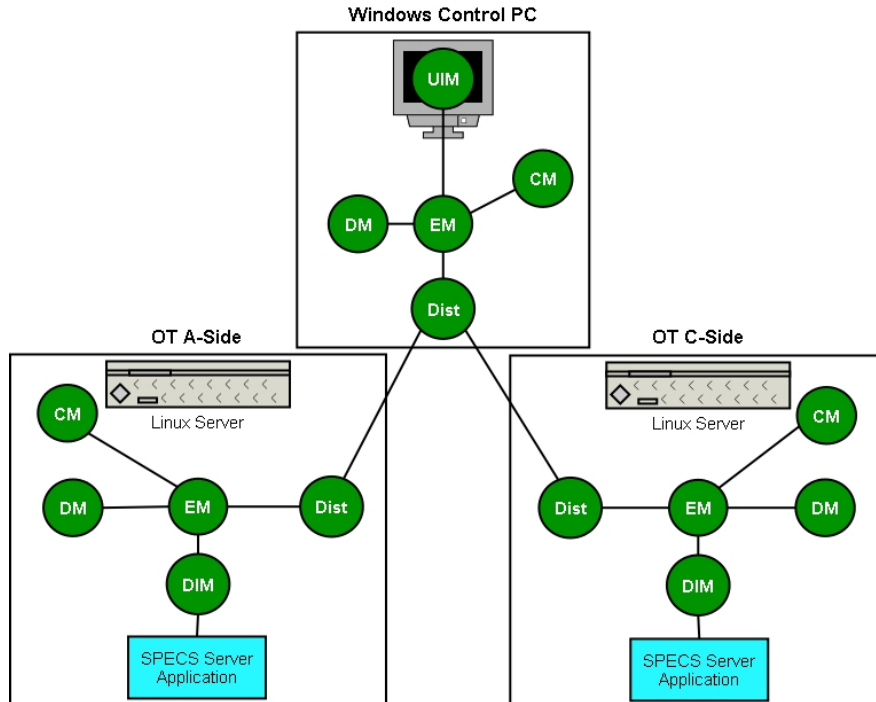 Windows Control PC
UIM
CM
DM
EM
Dist
OT A-Side
Linux Server
CM
DM
EM
Dist
DIM
SPECS Server
Application
OT C-Side
Linux Server
CM
Dist
EM
DM
DIM
SPECS Server
Application